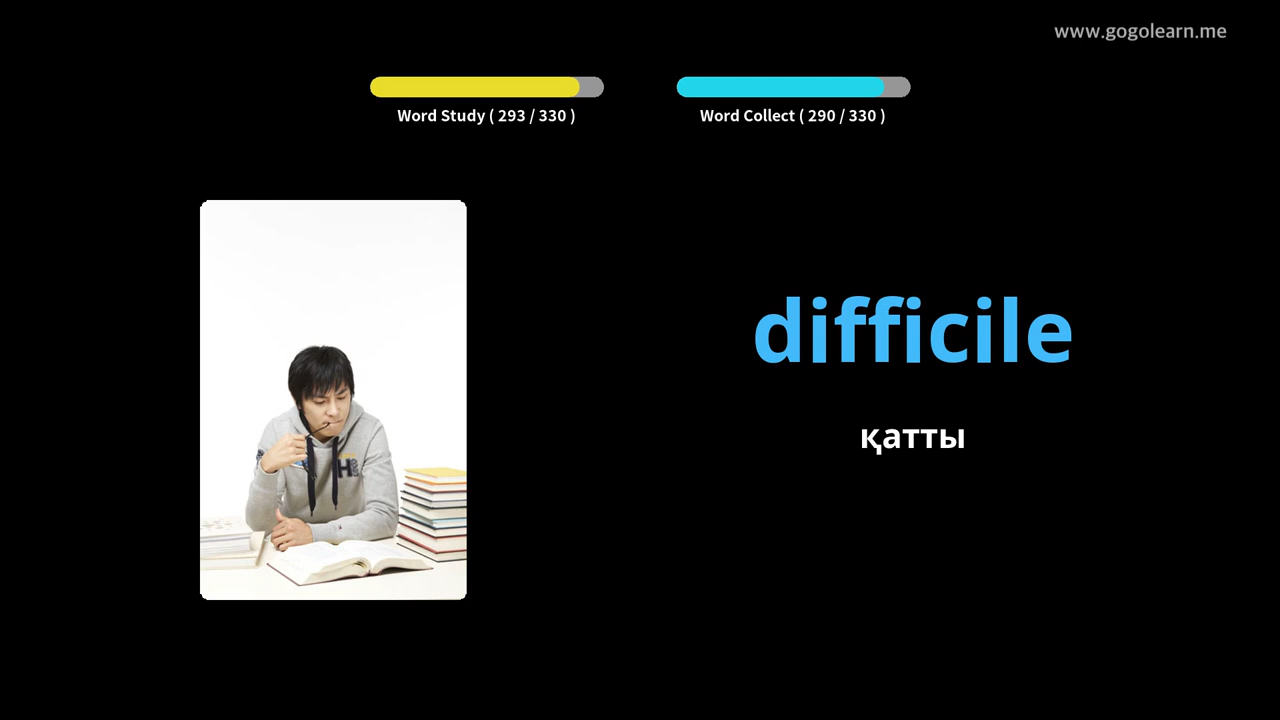 www.gogolearn.me
Word Study ( 293 / 330 )
Word Collect ( 290 / 330 )
difficile
қатты
H